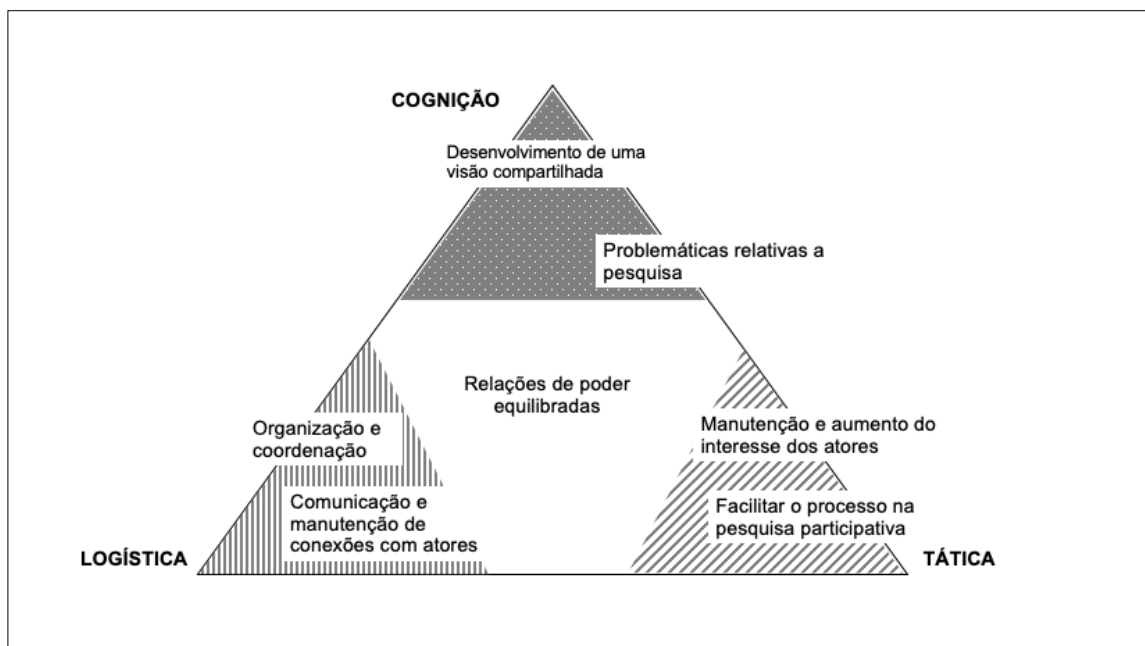 COGNIÇÃO
Desenvolvimento de uma
visão compartilhada
Problemáticas relativas a
pesquisa
Relações de poder
equilibradas
Organização e
coordenação
Manutenção e aumento do
interesse dos atores
Comunicação e
manutenção de
conexões com atores
Facilitar o processo na
pesquisa participativa
LOGÍSTICA
TÁTICA